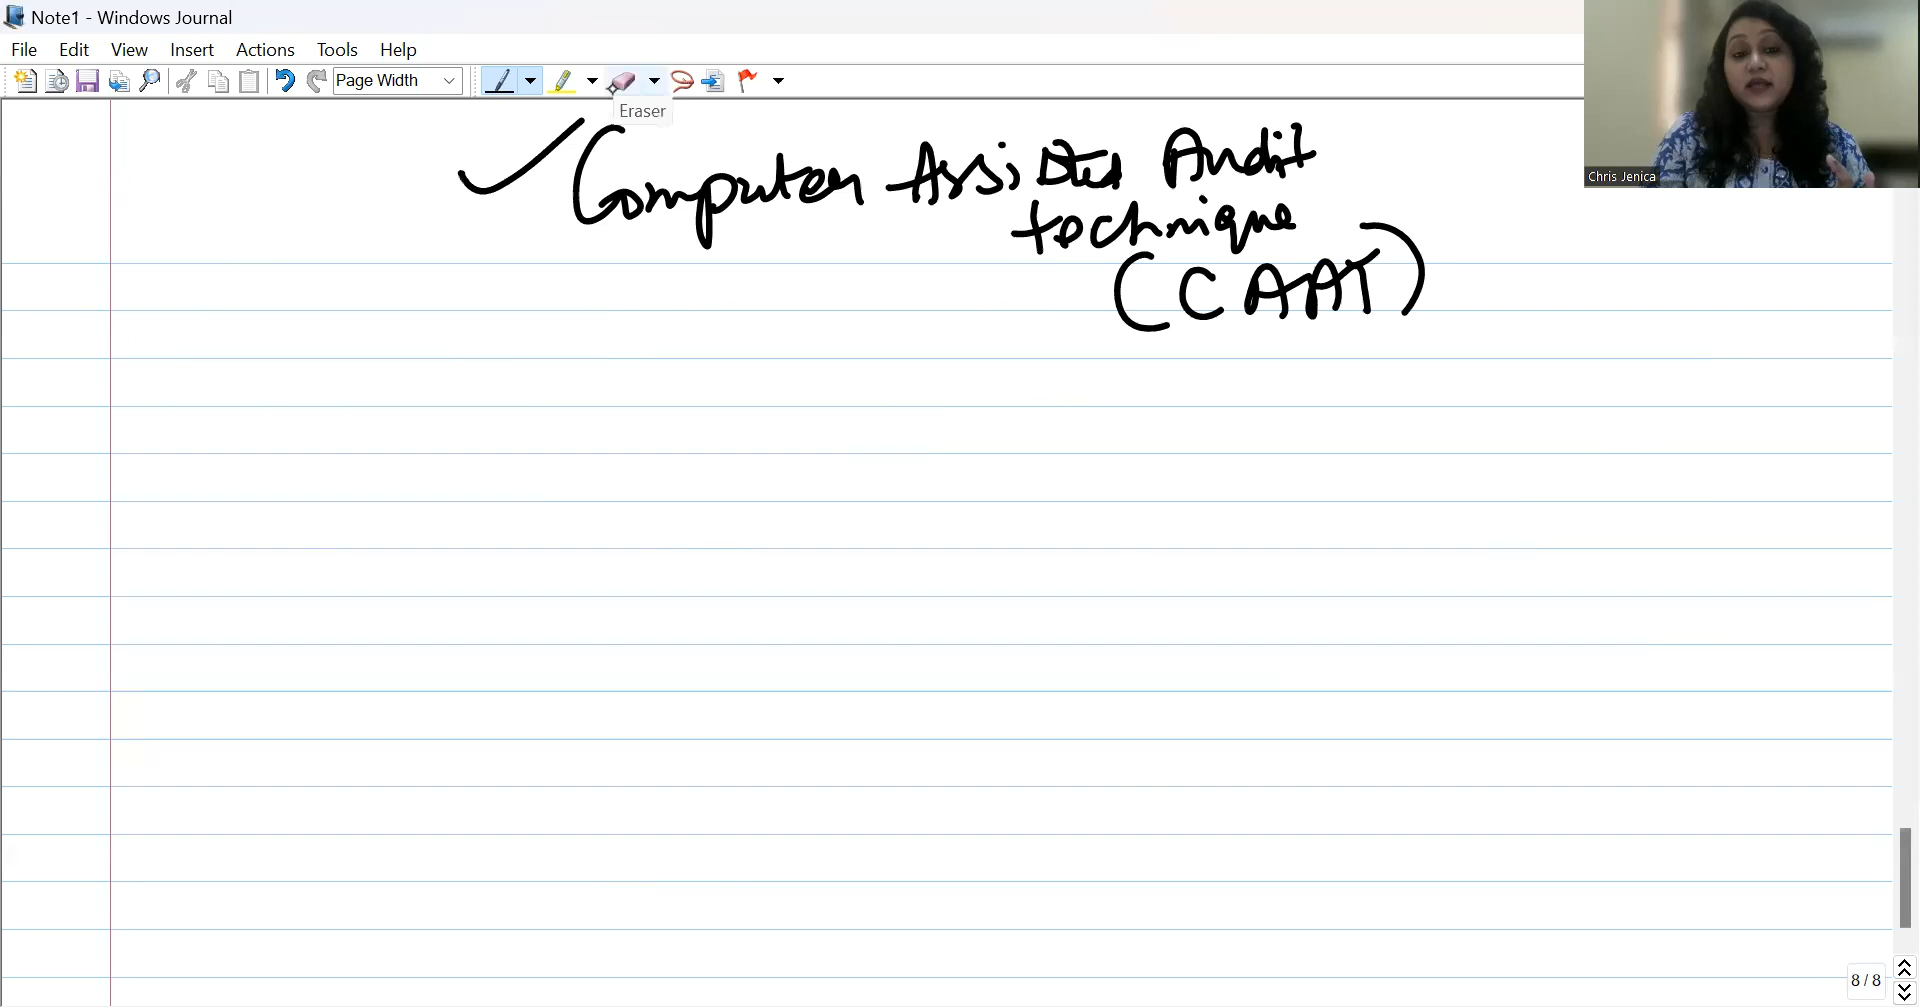 Note1 - Windows Journal
File Edit View Insert Actions Tools Help
Page Width
Eraser
Chris Jenica
Computer Assisted Audit
technique
(CAAT)
8 / 8